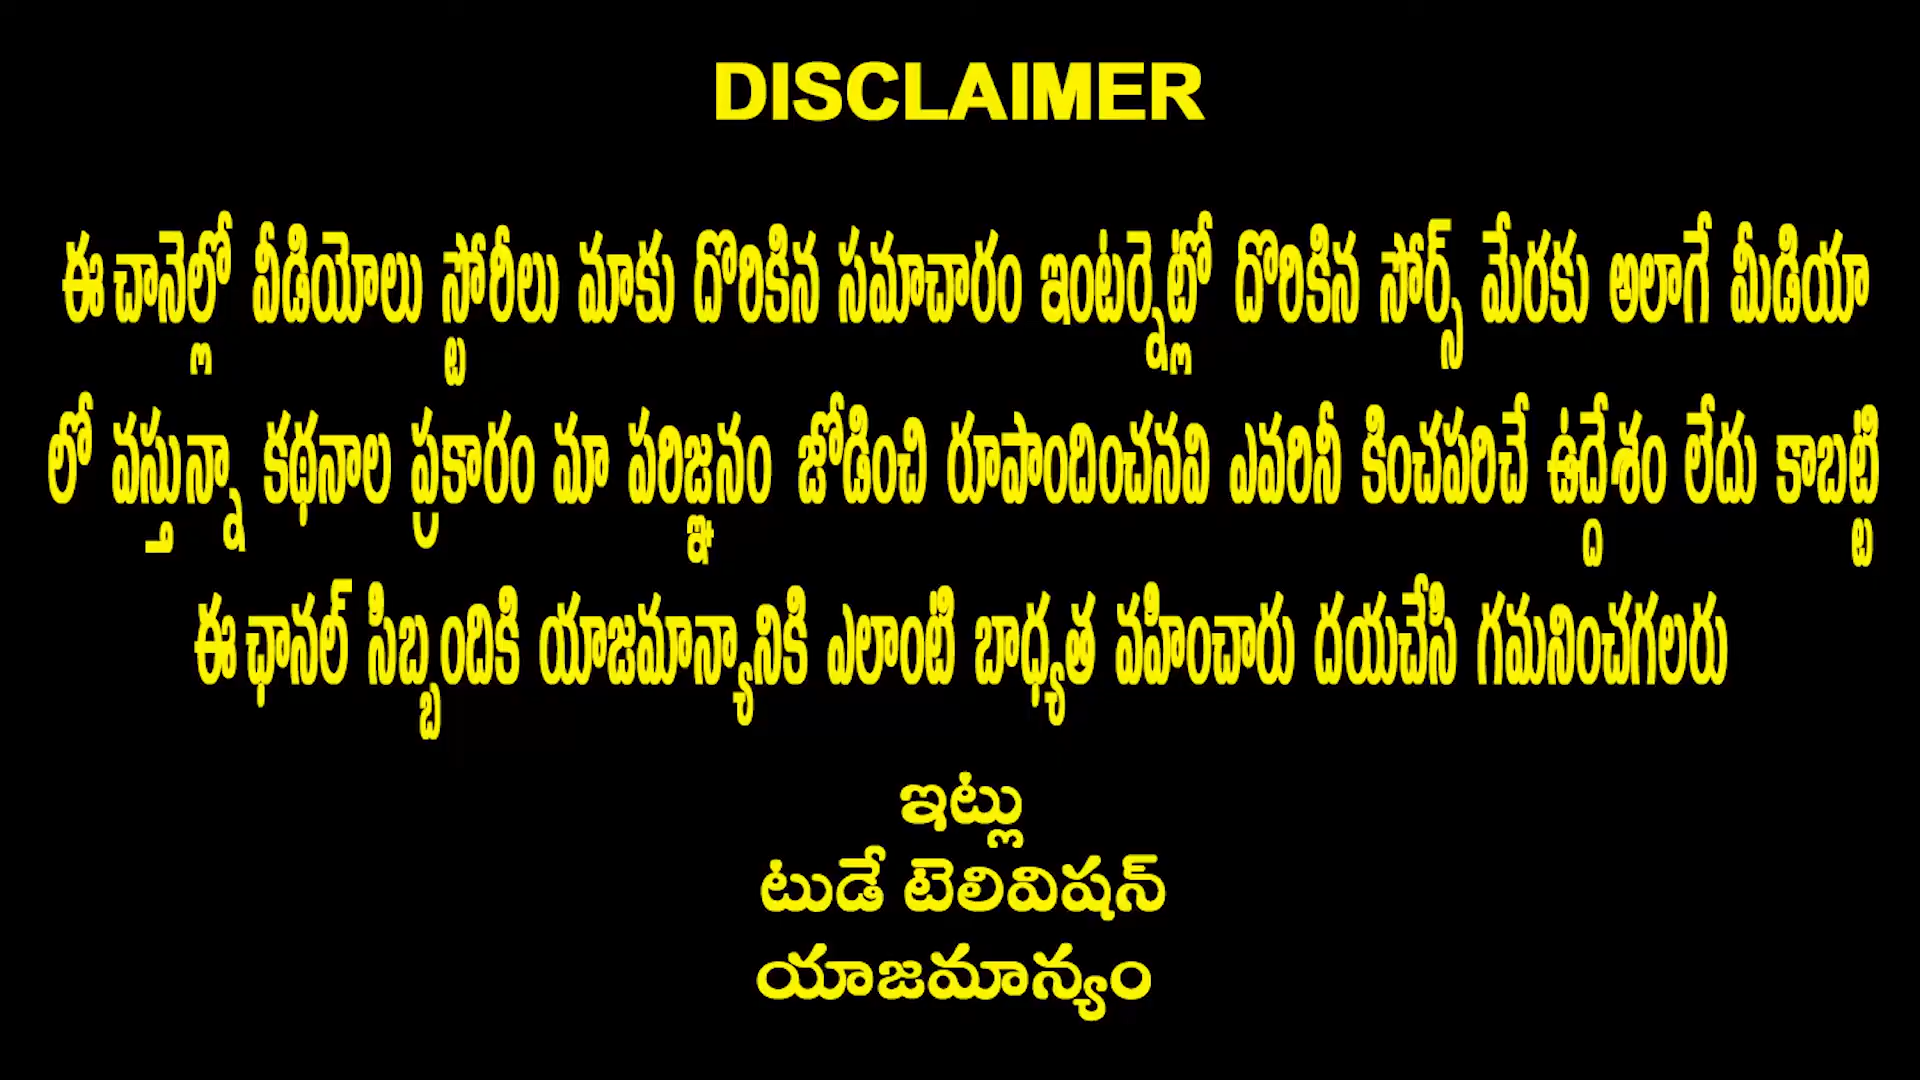 DISCLAIMER
ఈ చానెల్లో వీడియోలు స్టోరీలు మాకు దొరికిన సమాచారం ఇంటర్నెట్లో దొరికిన సోర్స్ మేరకు అలాగే మీడియా
లో వస్తున్నా కథనాల ప్రకారం మా పరిజ్ఞనం జోడించి రూపొందించనవి ఎవరినీ కించపరిచే ఉద్దేశం లేదు కాబట్టి
ఈ ఛానల్ సిబ్బందికి యాజమాన్యానికి ఎలాంటి బాధ్యత వహించారు దయచేసి గమనించగలరు
ఇట్లు
టుడే టెలివిషన్
యాజమాన్యం